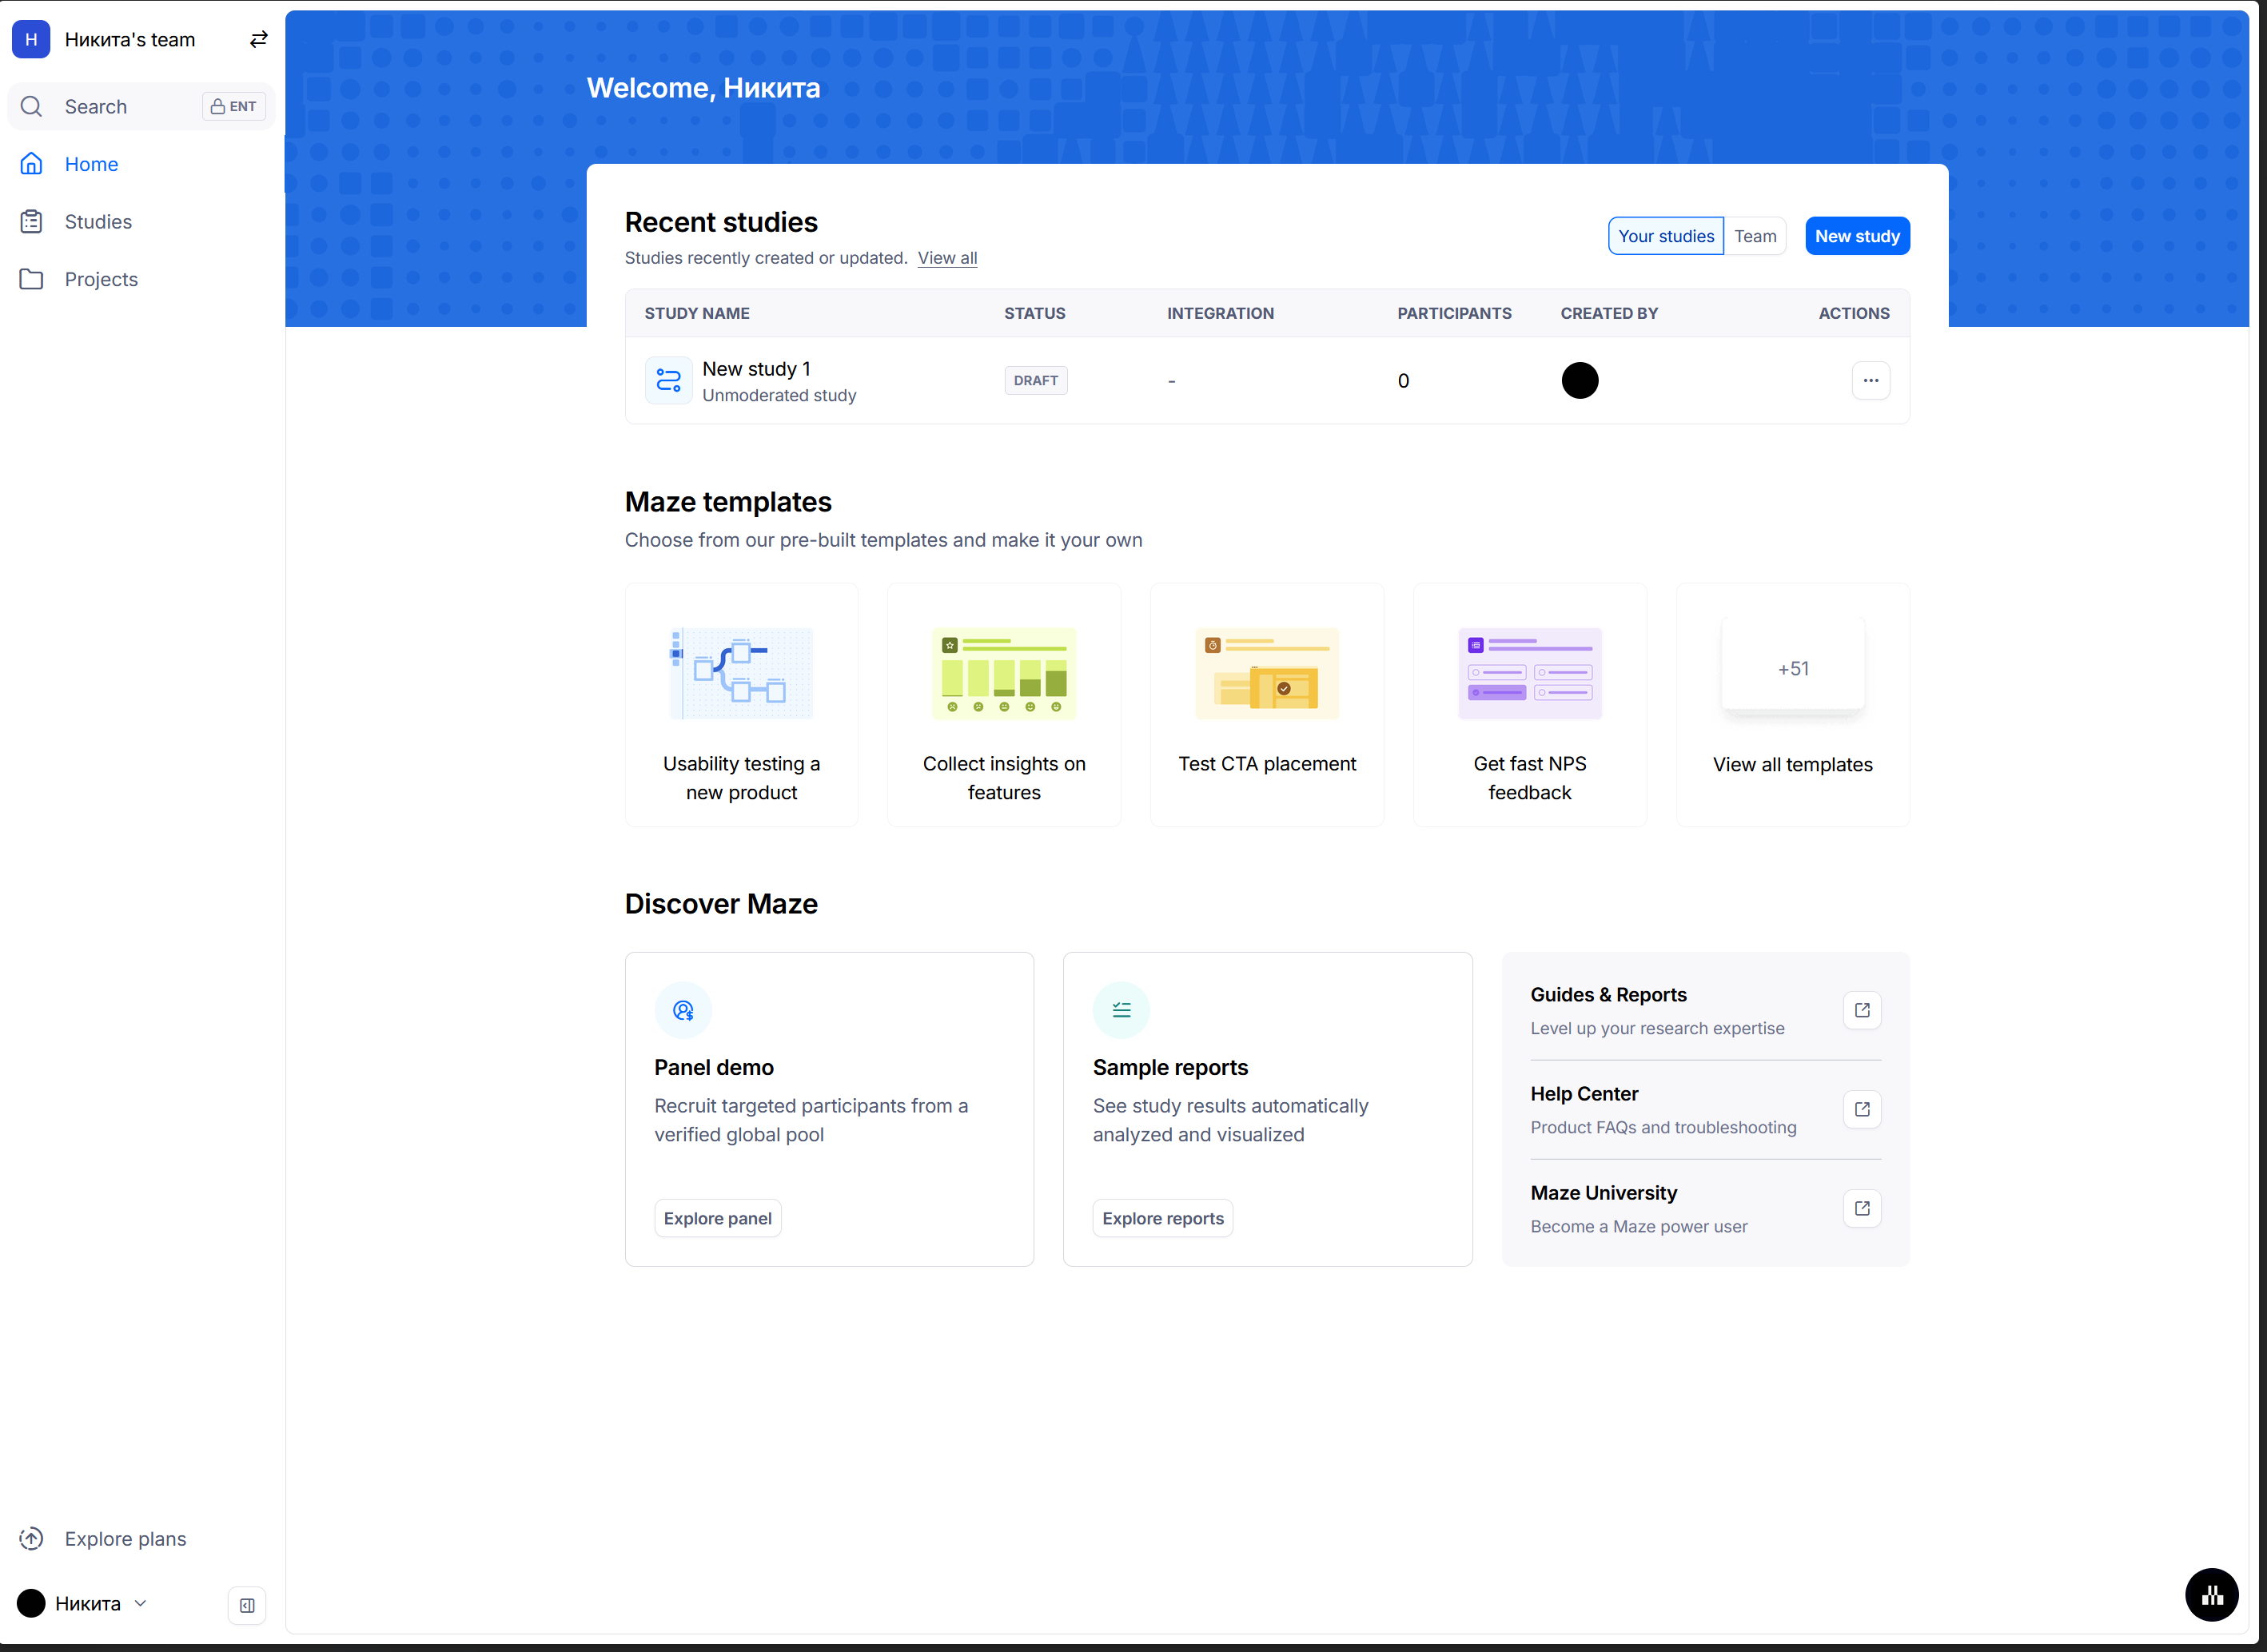 H
Никита's team
Search
ENT
Home
Studies
Projects
Welcome, Никита
Recent studies
Studies recently created or updated. View all
Your studies
Team
New study
STUDY NAME
STATUS
INTEGRATION
PARTICIPANTS
CREATED BY
ACTIONS
New study 1
Unmoderated study
DRAFT
-
0
Maze templates
Choose from our pre-built templates and make it your own
Usability testing a
new product
Collect insights on
features
Test CTA placement
Get fast NPS
feedback
+51
View all templates
Discover Maze
Panel demo
Recruit targeted participants from a
verified global pool
Explore panel
Sample reports
See study results automatically
analyzed and visualized
Explore reports
Guides & Reports
Level up your research expertise
Help Center
Product FAQs and troubleshooting
Maze University
Become a Maze power user
Explore plans
Никита